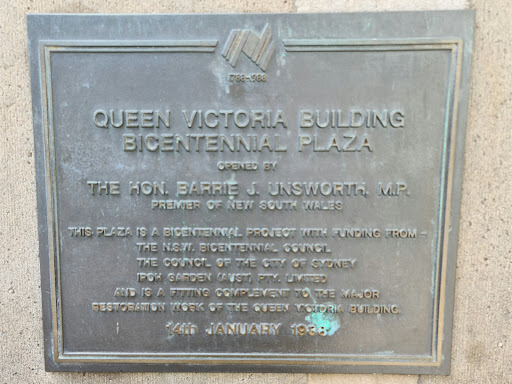 1788-1988
QUEEN VICTORIA BUILDING
BICENTENNIAL PLAZA
OPENED BY
THE HON. BARRIE J. UNSWORTH, M.P.
PREMIER OF NEW SOUTH WALES
THIS PLAZA IS A BICENTENNIAL PROJECT WITH FUNDING FROM –
THE N.S.W. BICENTENNIAL COUNCIL
THE COUNCIL OF THE CITY OF SYDNEY
IPOH GARDEN (AUST.) PTY. LIMITED
AND IS A FITTING COMPLEMENT TO THE MAJOR
RESTORATION WORK OF THE QUEEN VICTORIA BUILDING.
14th JANUARY 1988